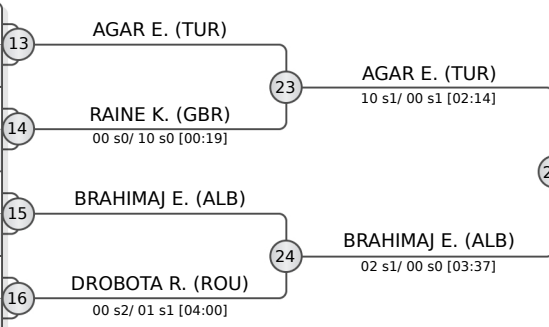 13
AGAR E. (TUR)
23
AGAR E. (TUR)
10 s1/ 00 s1 [02:14]
14
RAINE K. (GBR)
00 s0/ 10 s0 [00:19]
15
BRAHIMAJ E. (ALB)
24
BRAHIMAJ E. (ALB)
02 s1/ 00 s0 [03:37]
16
DROBOTA R. (ROU)
00 s2/ 01 s1 [04:00]